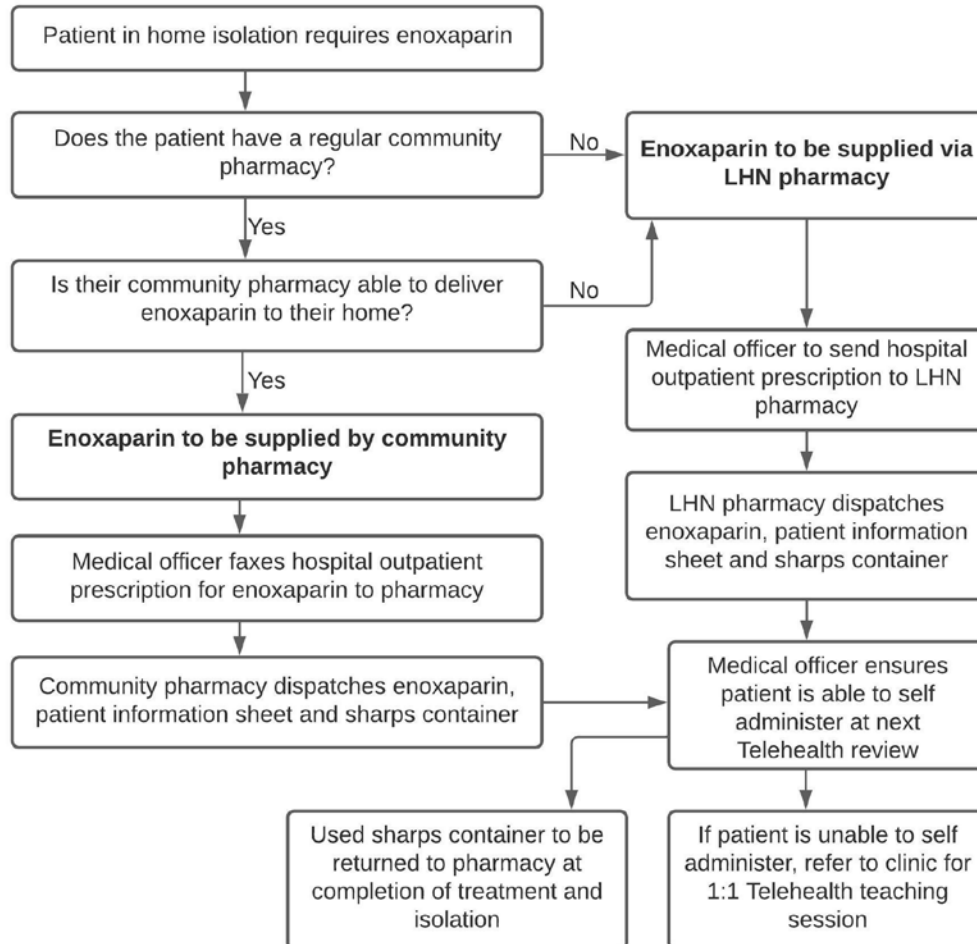 Patient in home isolation requires enoxaparin
Does the patient have a regular community
pharmacy?
No
Enoxaparin to be supplied via
LHN pharmacy
Yes
Is their community pharmacy able to deliver
enoxaparin to their home?
No
Medical officer to send hospital
outpatient prescription to LHN
pharmacy
Yes
Enoxaparin to be supplied by community
pharmacy
LHN pharmacy dispatches
enoxaparin, patient information
sheet and sharps container
Medical officer faxes hospital outpatient
prescription for enoxaparin to pharmacy
Community pharmacy dispatches enoxaparin,
patient information sheet and sharps container
Medical officer ensures
patient is able to self
administer at next
Telehealth review
Used sharps container to be
returned to pharmacy at
completion of treatment and
isolation
If patient is unable to self
administer, refer to clinic for
1:1 Telehealth teaching
session